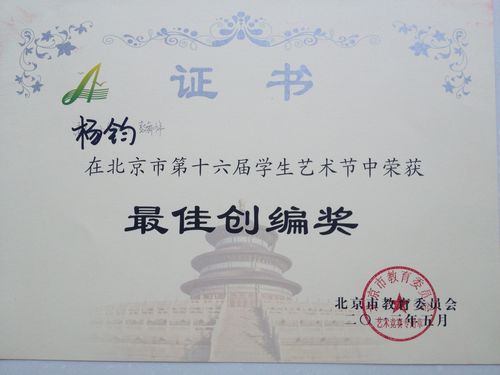 证书
杨钧
在北京市第十六届学生艺术节中荣获
最佳创编奖
北京市教育委员会
二〇一三年五月